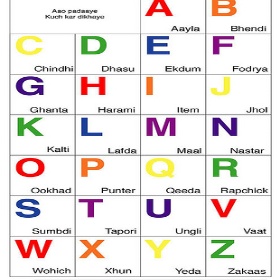 Aso padaaye
Kuch kar dikhaye
A B
Aayla Bhendi
C D E F
Chindhi Dhasu Ekdum Fodrya
G H I J
Ghanta Harami Item Jhol
K L M N
Kalti Lafda Maal Nastar
O P Q R
Ookhad Punter Qeeda Rapchick
S T U V
Sumbdi Tapori Ungli Vaat
W X Y Z
Wohich Xhun Yeda Zakaas